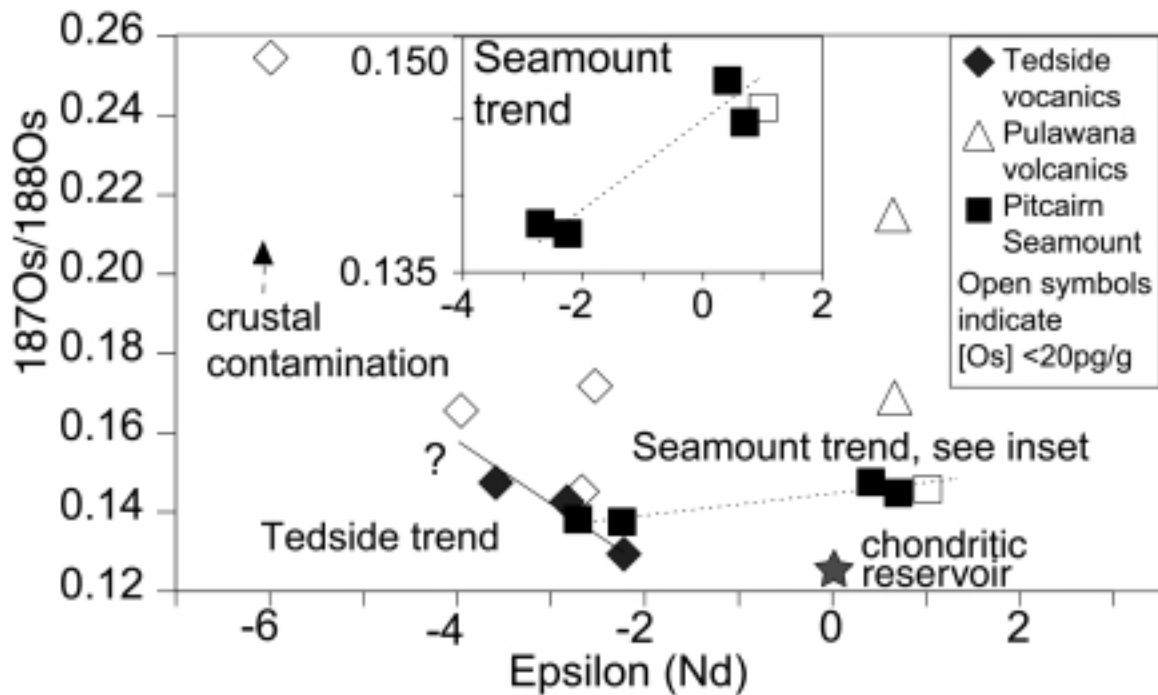 0.26
0.24
0.22
0.20
0.18
0.16
0.14
0.12
187Os/188Os
-6
-4
-2
0
2
Epsilon (Nd)
0.150
0.135
Seamount
trend
-4
-2
0
2
Tedside
vocanics
Pulawana
volcanics
Pitcairn
Seamount
Open symbols
indicate
[Os] <20pg/g
crustal
contamination
?
Tedside trend
Seamount trend, see inset
chondritic
reservoir